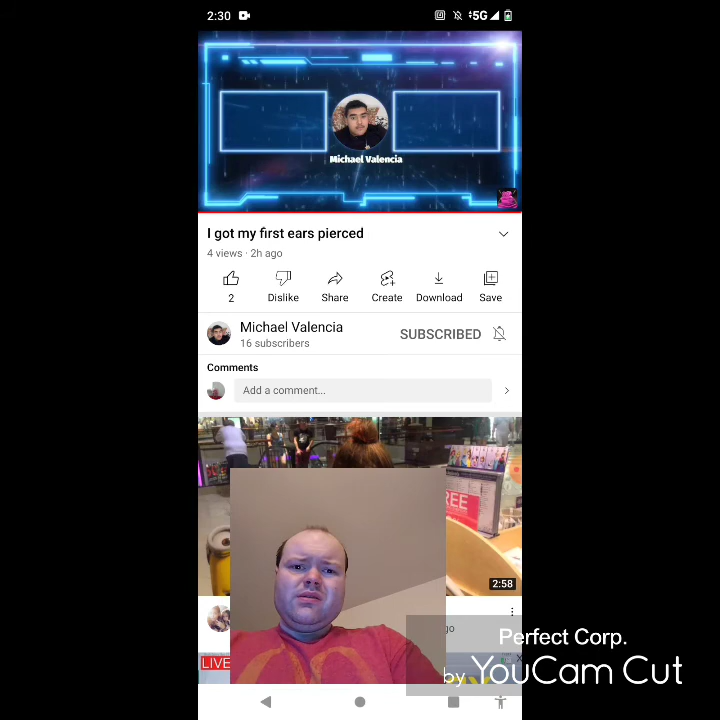 2:30
5G
Michael Valencia
I got my first ears pierced
4 views · 2h ago
2 Dislike Share Create Download Save
Michael Valencia SUBSCRIBED
16 subscribers
Comments
Add a comment...
2:58
go
LIVE
Perfect Corp.
by YouCam Cut